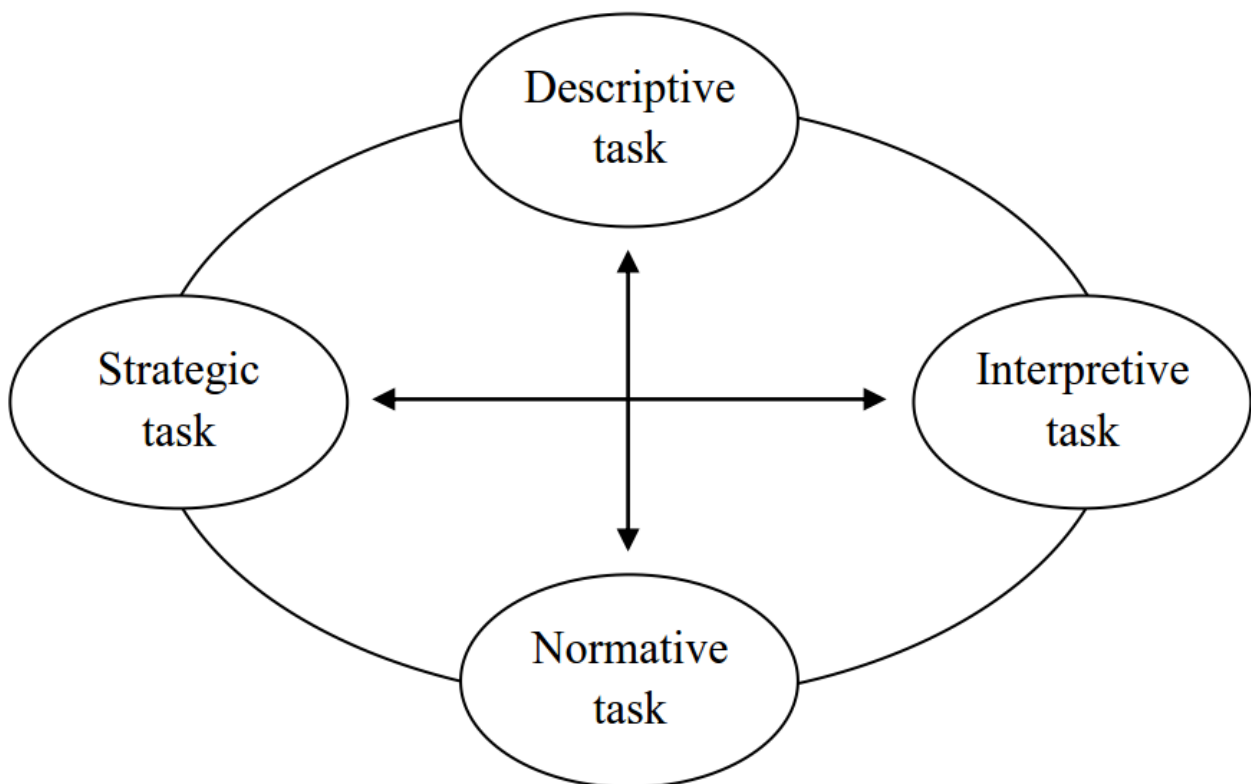 Descriptive
task
Strategic
task
Interpretive
task
Normative
task